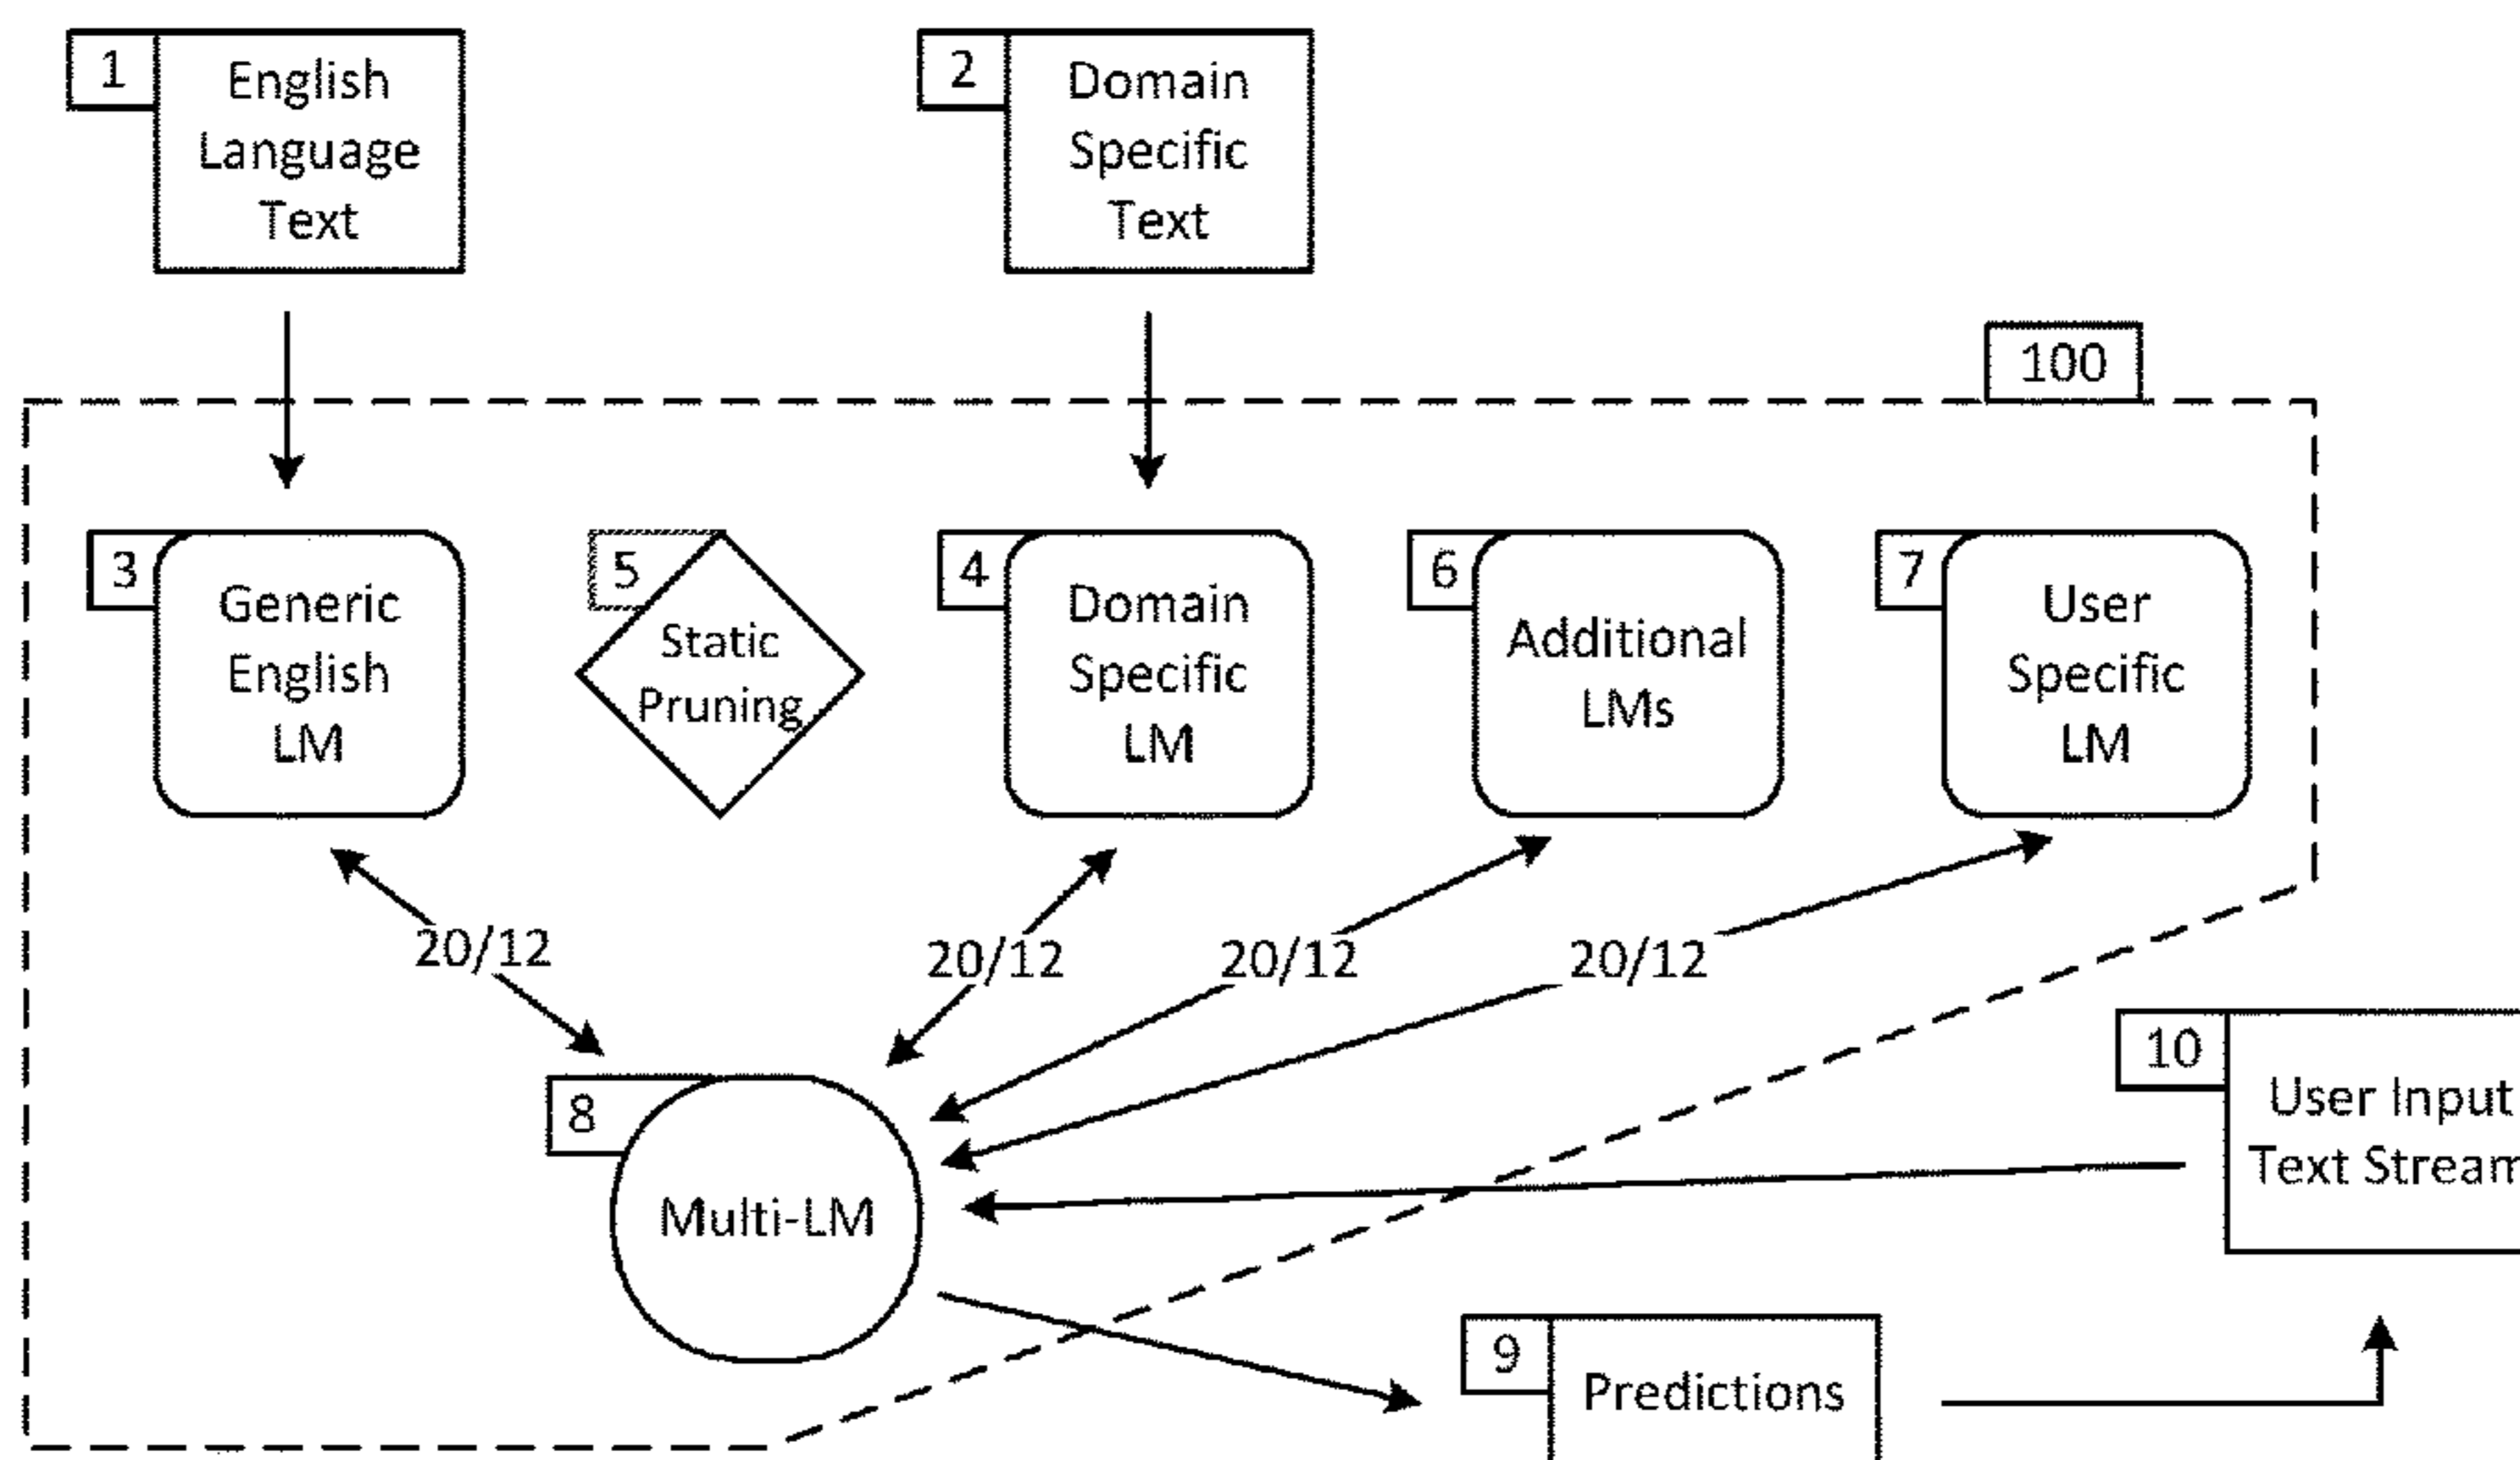 1
English
Language
Text
2
Domain
Specific
Text
100
3
Generic
English
LM
5
Static
Pruning
4
Domain
Specific
LM
6
Additional
LMs
7
User
Specific
LM
20/12
20/12
20/12
20/12
8
Multi-LM
10
User Input
Text Stream
9
Predictions